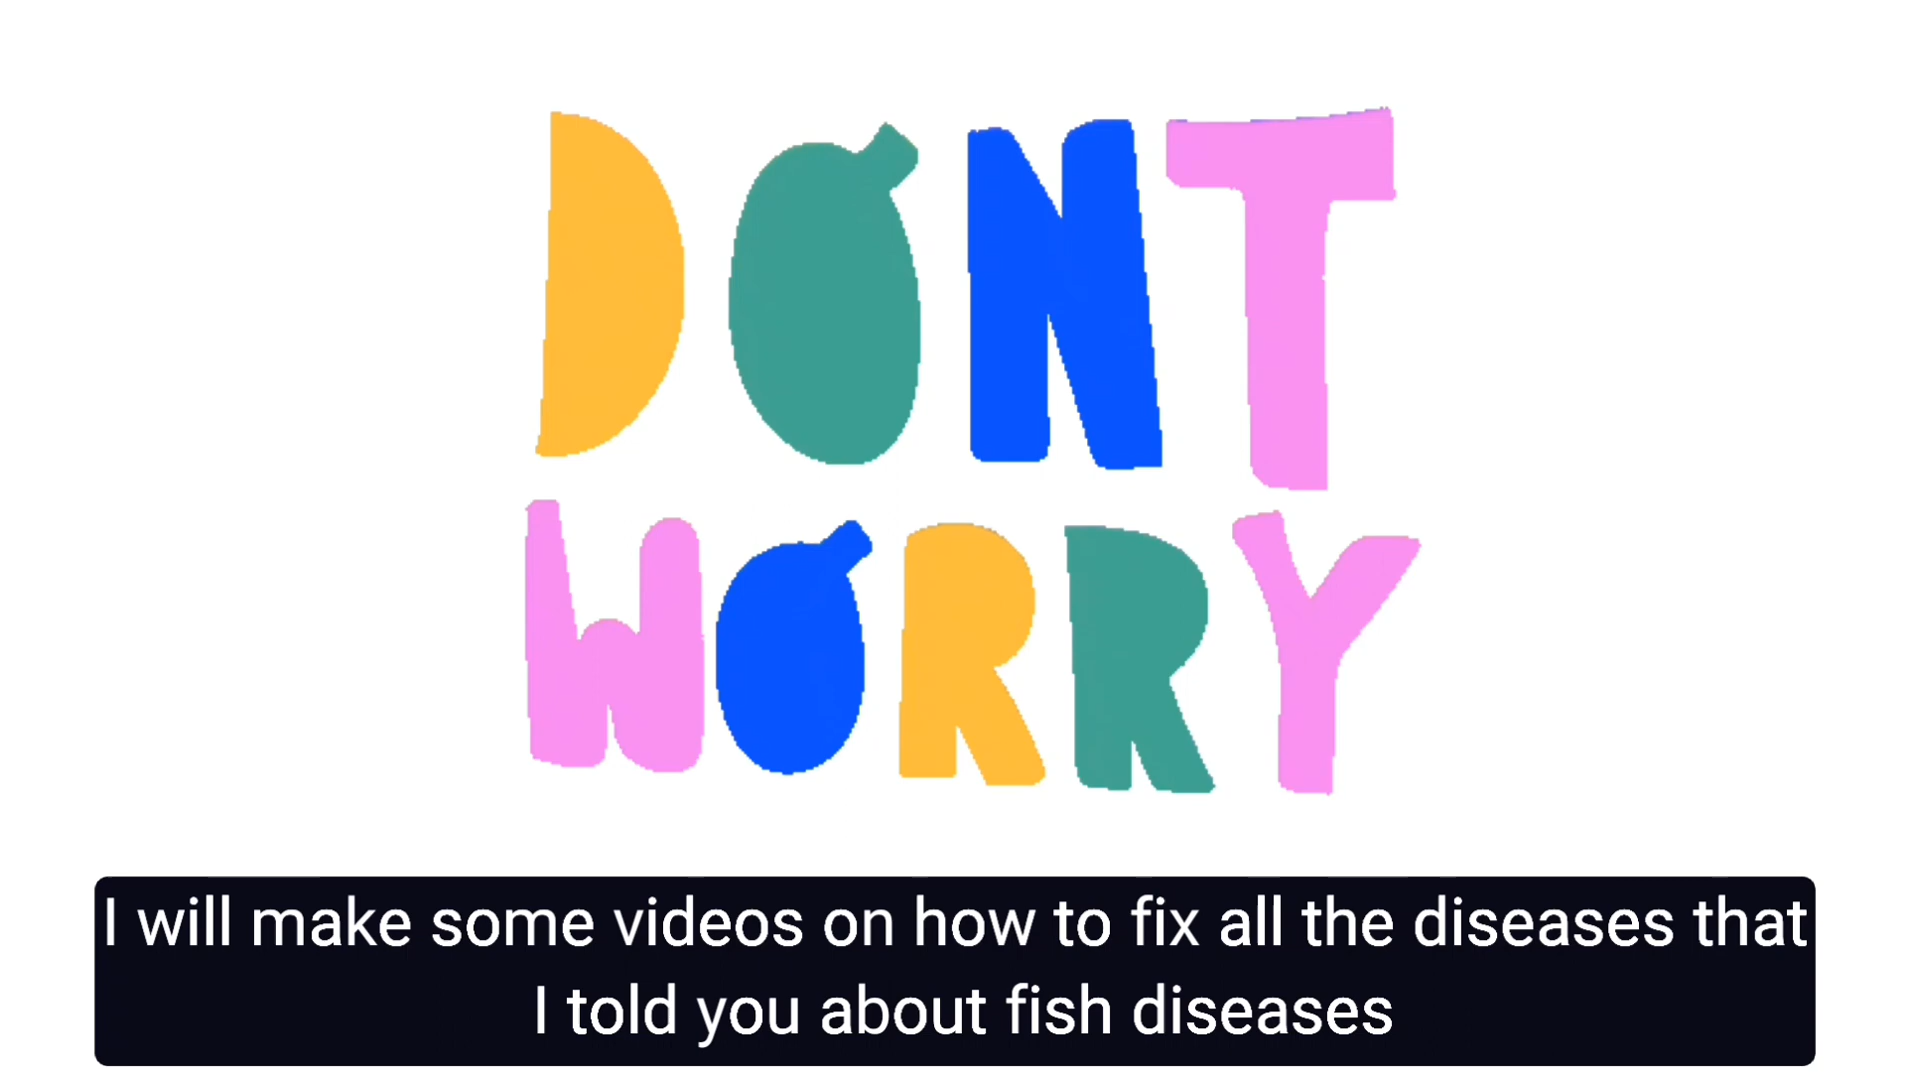 DONT
WORRY
I will make some videos on how to fix all the diseases that
I told you about fish diseases